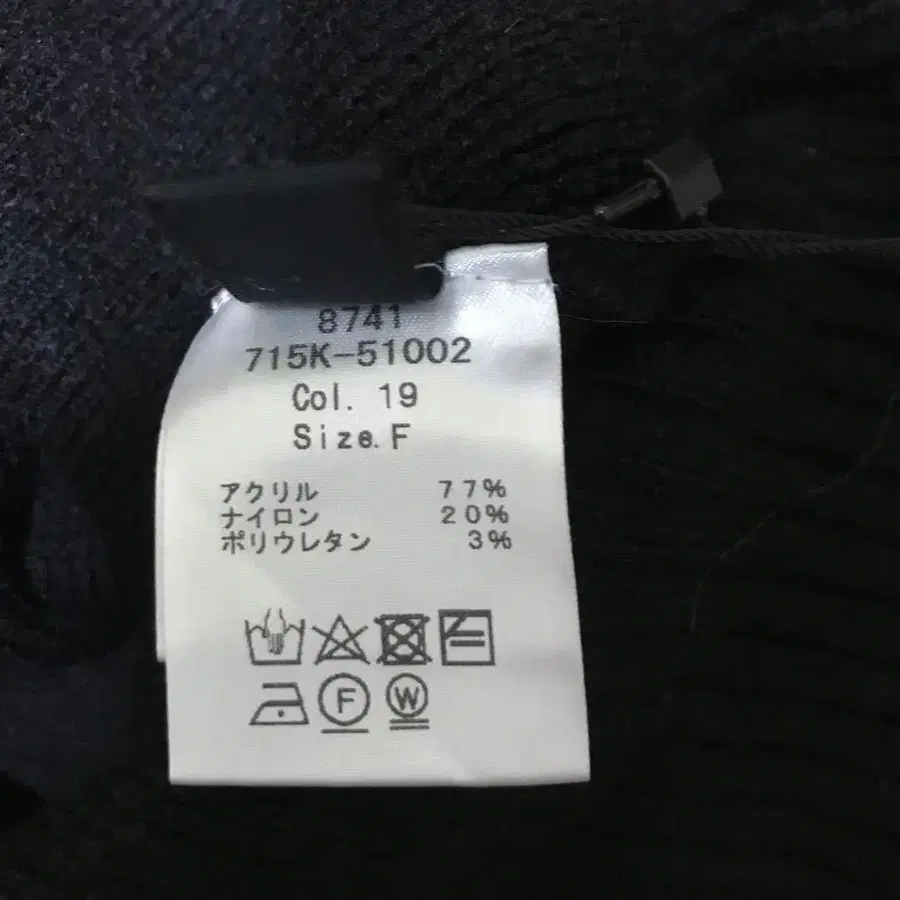 8741
715K-51002
Col. 19
Size. F
アクリル 77%
ナイロン 20%
ポリウレタン 3%
F W